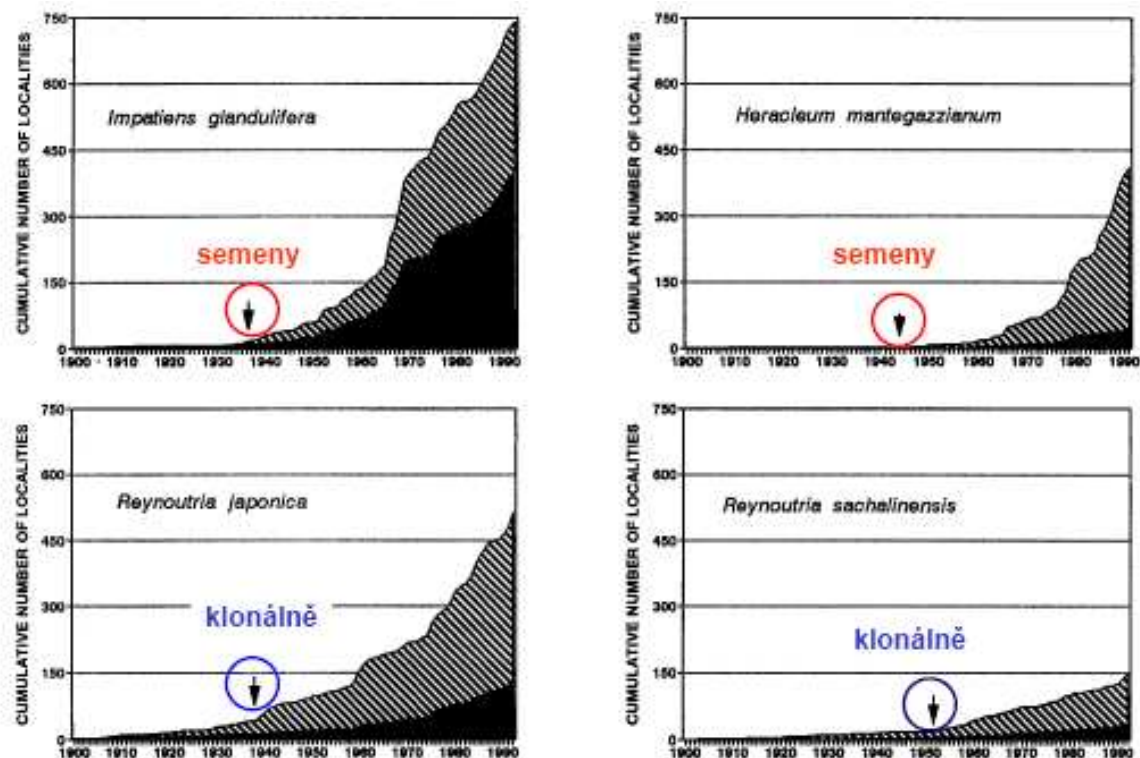 CUMULATIVE NUMBER OF LOCALITIES
750
600
450
300
150
0
Impatiens glandulifera
semeny
1900 1910 1920 1930 1940 1950 1960 1970 1980 1990
CUMULATIVE NUMBER OF LOCALITIES
750
600
450
300
150
0
Heracleum mantegazzianum
semeny
1900 1910 1920 1930 1940 1950 1960 1970 1980 1990
CUMULATIVE NUMBER OF LOCALITIES
750
600
450
300
150
0
Reynoutria japonica
klonálně
1900 1910 1920 1930 1940 1950 1960 1970 1980 1990
CUMULATIVE NUMBER OF LOCALITIES
750
600
450
300
150
0
Reynoutria sachalinensis
klonálně
1900 1910 1920 1930 1940 1950 1960 1970 1980 1990